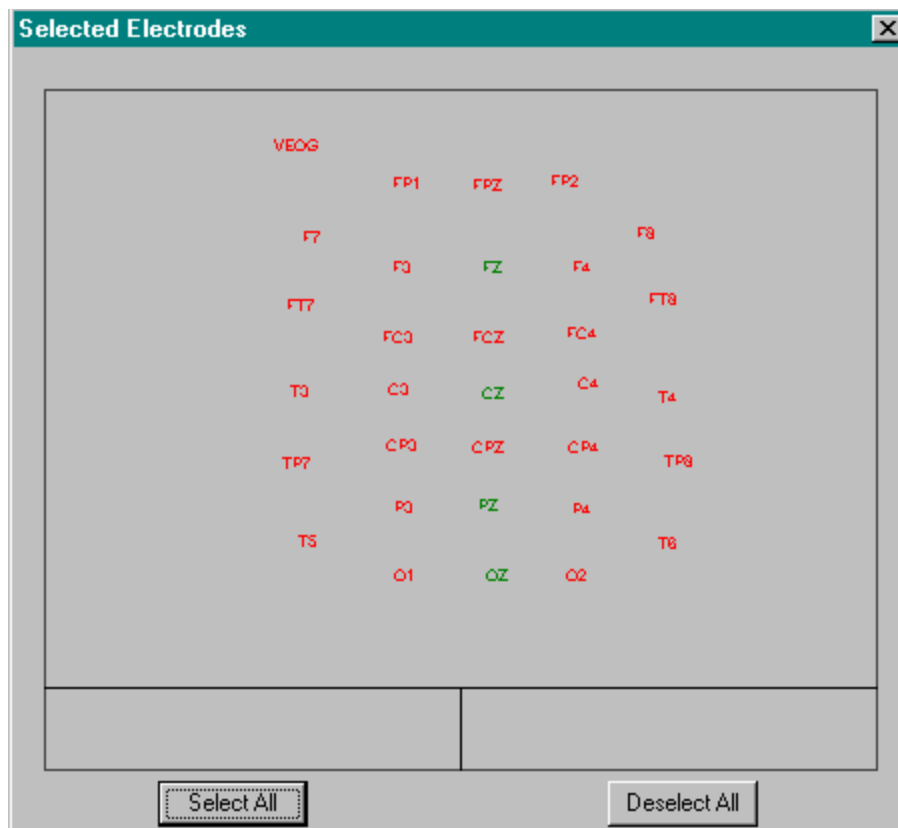 Selected Electrodes
VEOG
FP1 FPZ FP2
F7 F8
F3 FZ F4
FT7 FT8
FC3 FCZ FC4
T3 C3 CZ C4 T4
CP3 CPZ CP4
TP7 TP8
P3 PZ P4
T5 T6
O1 OZ O2
Select All Deselect All